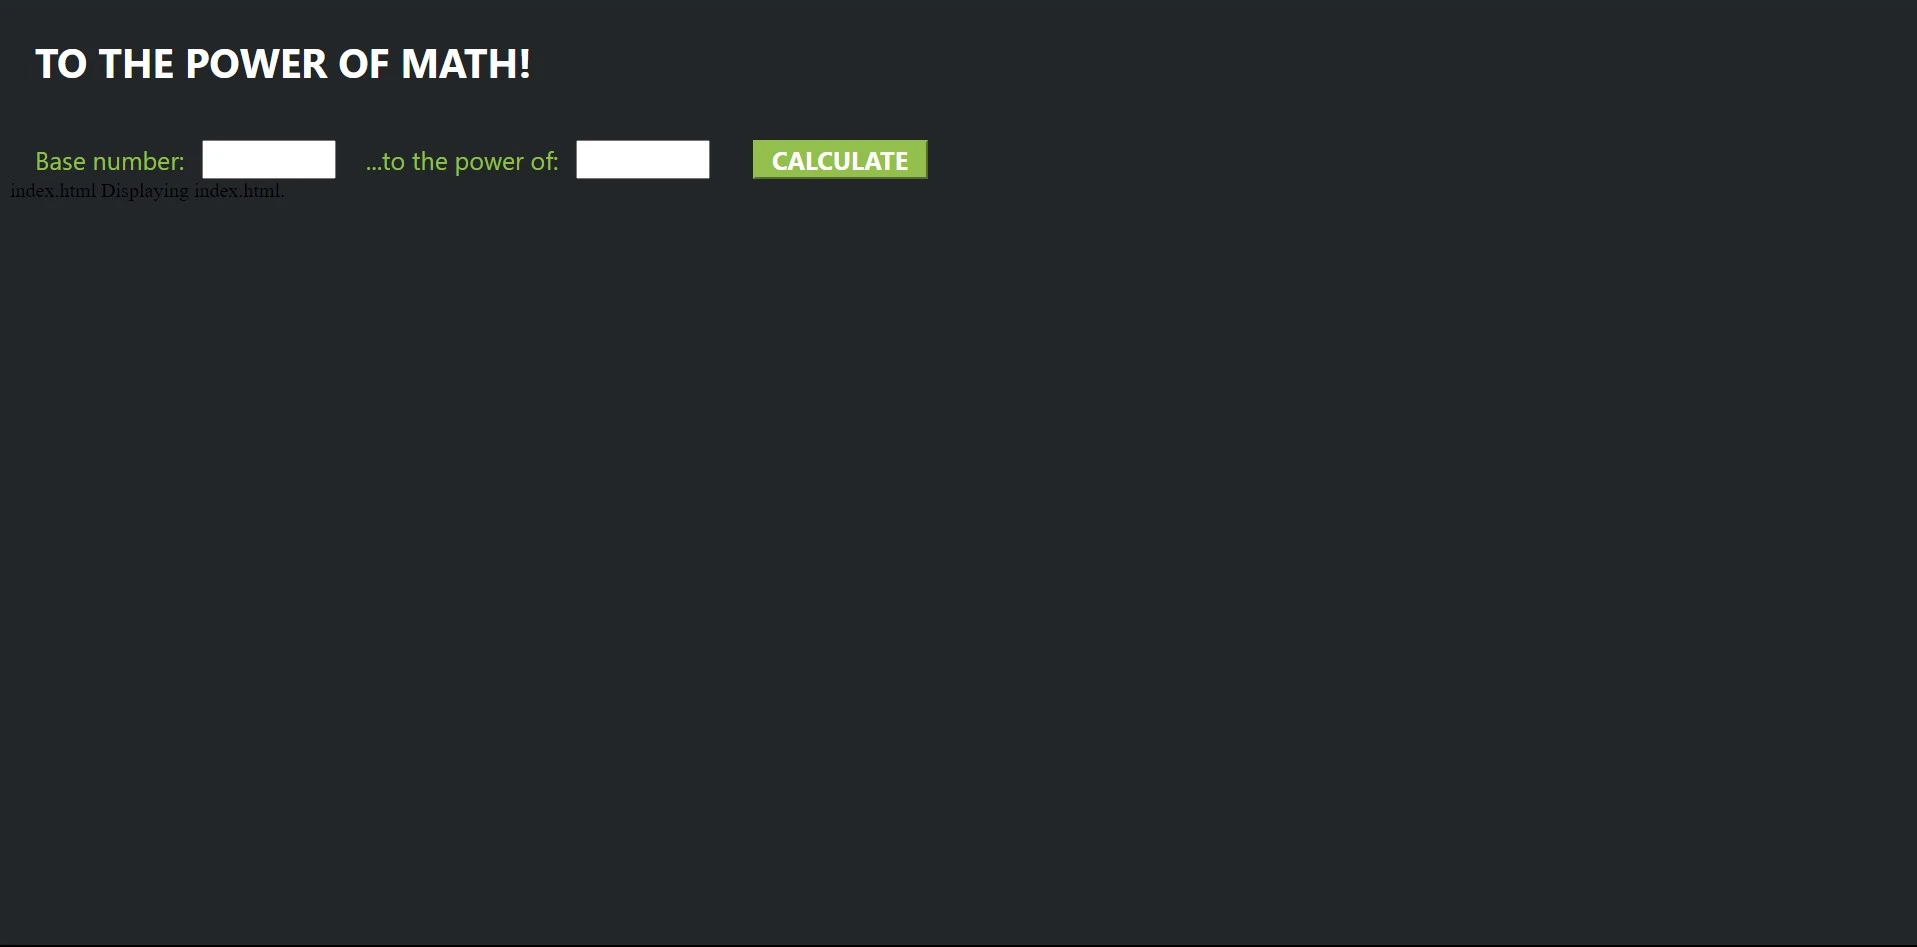 TO THE POWER OF MATH!
Base number: ...to the power of: CALCULATE
index.html Displaying index.html.